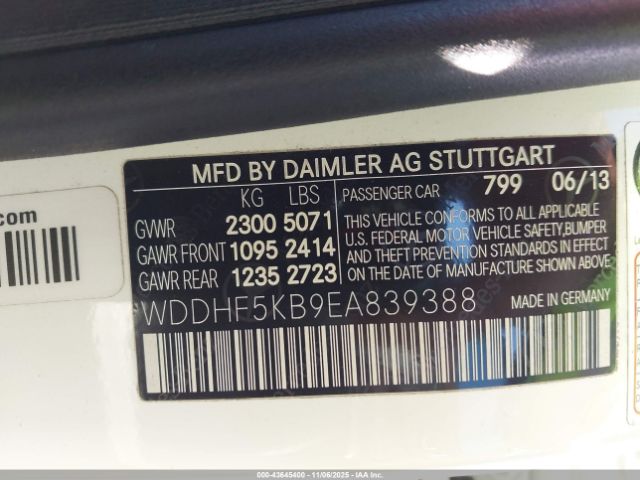 MFD BY DAIMLER AG STUTTGART
KG LBS
GVWR 2300 5071
GAWR FRONT 1095 2414
GAWR REAR 1235 2723
PASSENGER CAR 799 06/13
THIS VEHICLE CONFORMS TO ALL APPLICABLE
U.S. FEDERAL MOTOR VEHICLE SAFETY,BUMPER
AND THEFT PREVENTION STANDARDS IN EFFECT
ON THE DATE OF MANUFACTURE SHOWN ABOVE.
WDDHF5KB9EA839388
MADE IN GERMANY
.com
000-43645400 - 11/06/2025 - IAAI.COM